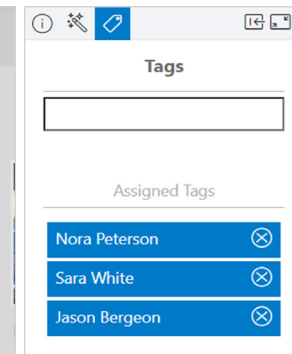 Tags
Assigned Tags
Nora Peterson
Sara White
Jason Bergeon